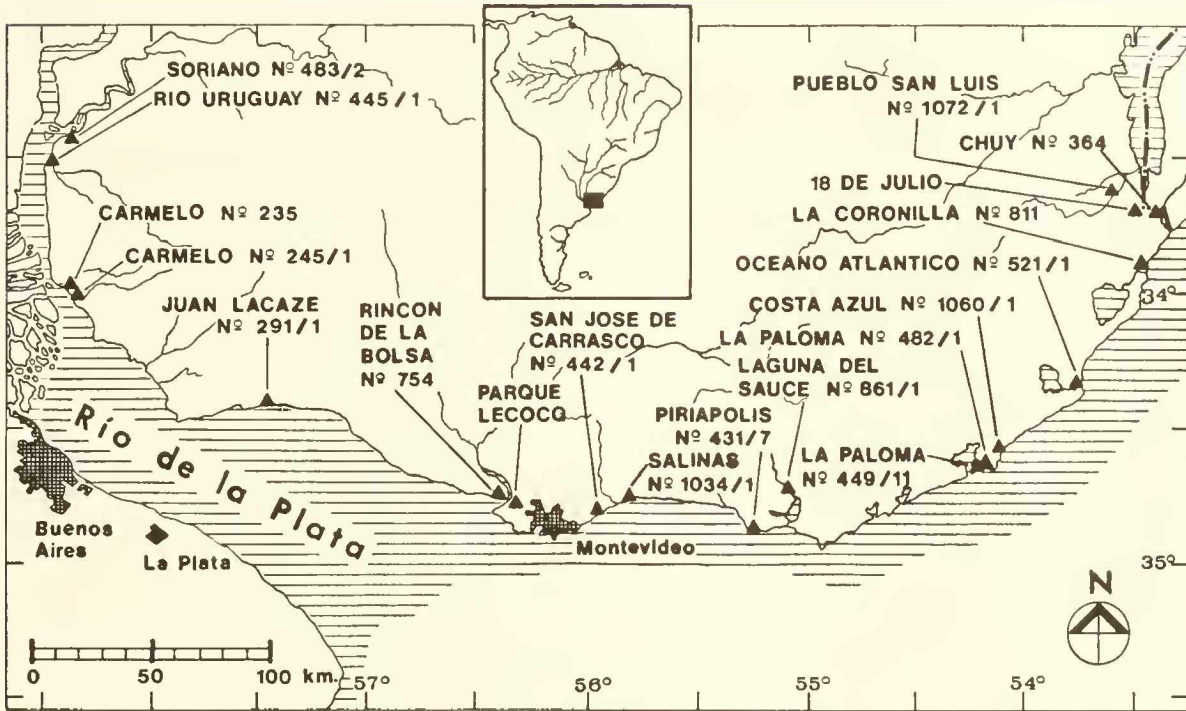 SORIANO Nº 483/2
RIO URUGUAY Nº 445/1
CARMELO Nº 235
CARMELO Nº 245/1
JUAN LACAZE
Nº 291/1
RINCON
DE LA
BOLSA
Nº 754
PARQUE
LECOCQ
SAN JOSE DE
CARRASCO
Nº 442/1
PUEBLO SAN LUIS
Nº 1072/1
CHUY Nº 364
18 DE JULIO
LA CORONILLA Nº 811
OCEANO ATLANTICO Nº 521/1
34°
COSTA AZUL Nº 1060/1
LA PALOMA Nº 482/1
LAGUNA DEL
SAUCE Nº 861/1
PIRIAPOLIS
Nº 431/7
SALINAS
Nº 1034/1
LA PALOMA
Nº 449/11
Río de la Plata
Buenos
Aires
La Plata
Montevideo
35°
N
0 50 100 km.
57° 56° 55° 54°